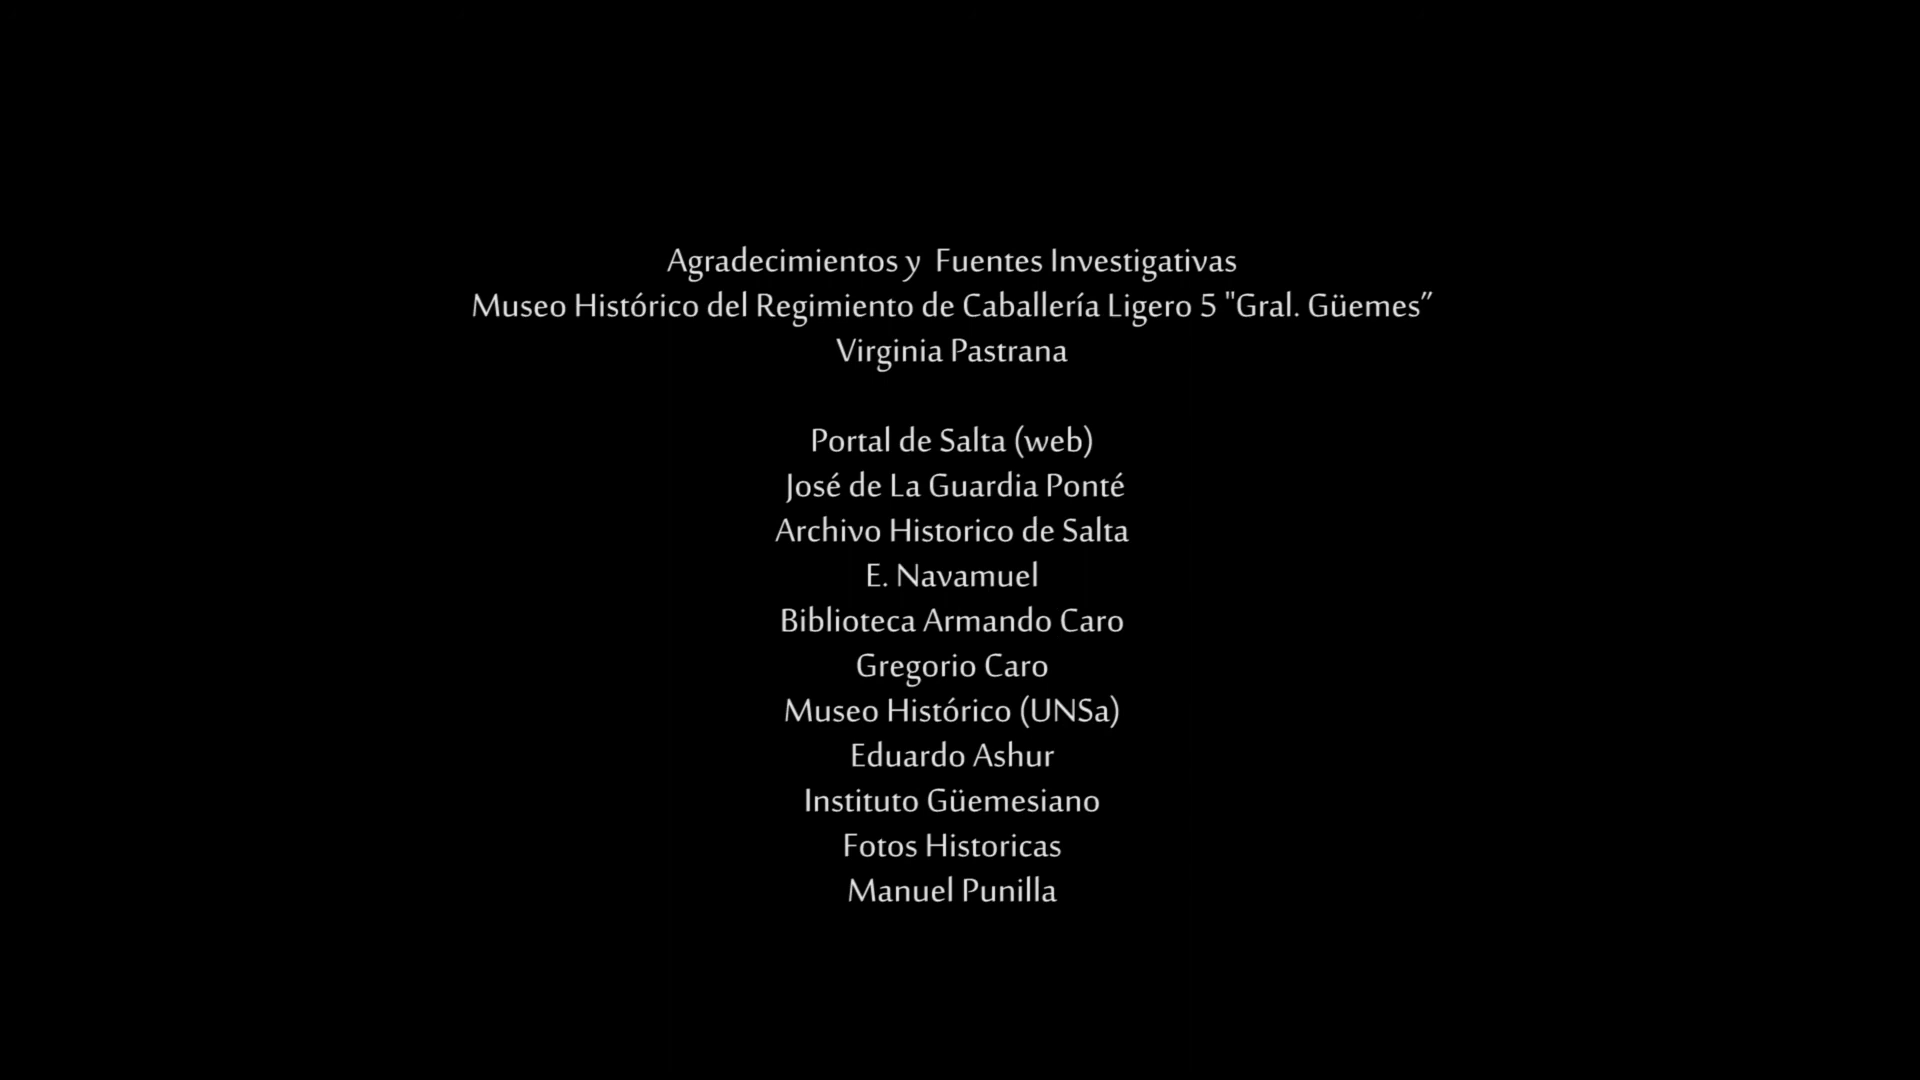 Agradecimientos y Fuentes Investigativas
Museo Histórico del Regimiento de Caballería Ligero 5 "Gral. Güemes”
Virginia Pastrana
Portal de Salta (web)
José de La Guardia Ponté
Archivo Historico de Salta
E. Navamuel
Biblioteca Armando Caro
Gregorio Caro
Museo Histórico (UNSa)
Eduardo Ashur
Instituto Güemesiano
Fotos Historicas
Manuel Punilla